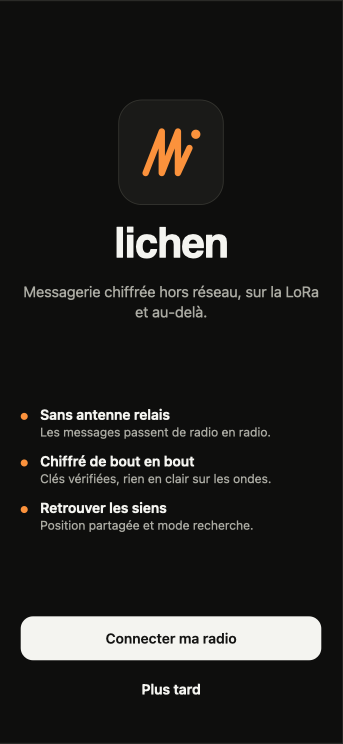 lichen
Messagerie chiffrée hors réseau, sur la LoRa
et au-delà.
Sans antenne relais
Les messages passent de radio en radio.
Chiffré de bout en bout
Clés vérifiées, rien en clair sur les ondes.
Retrouver les siens
Position partagée et mode recherche.
Connecter ma radio
Plus tard